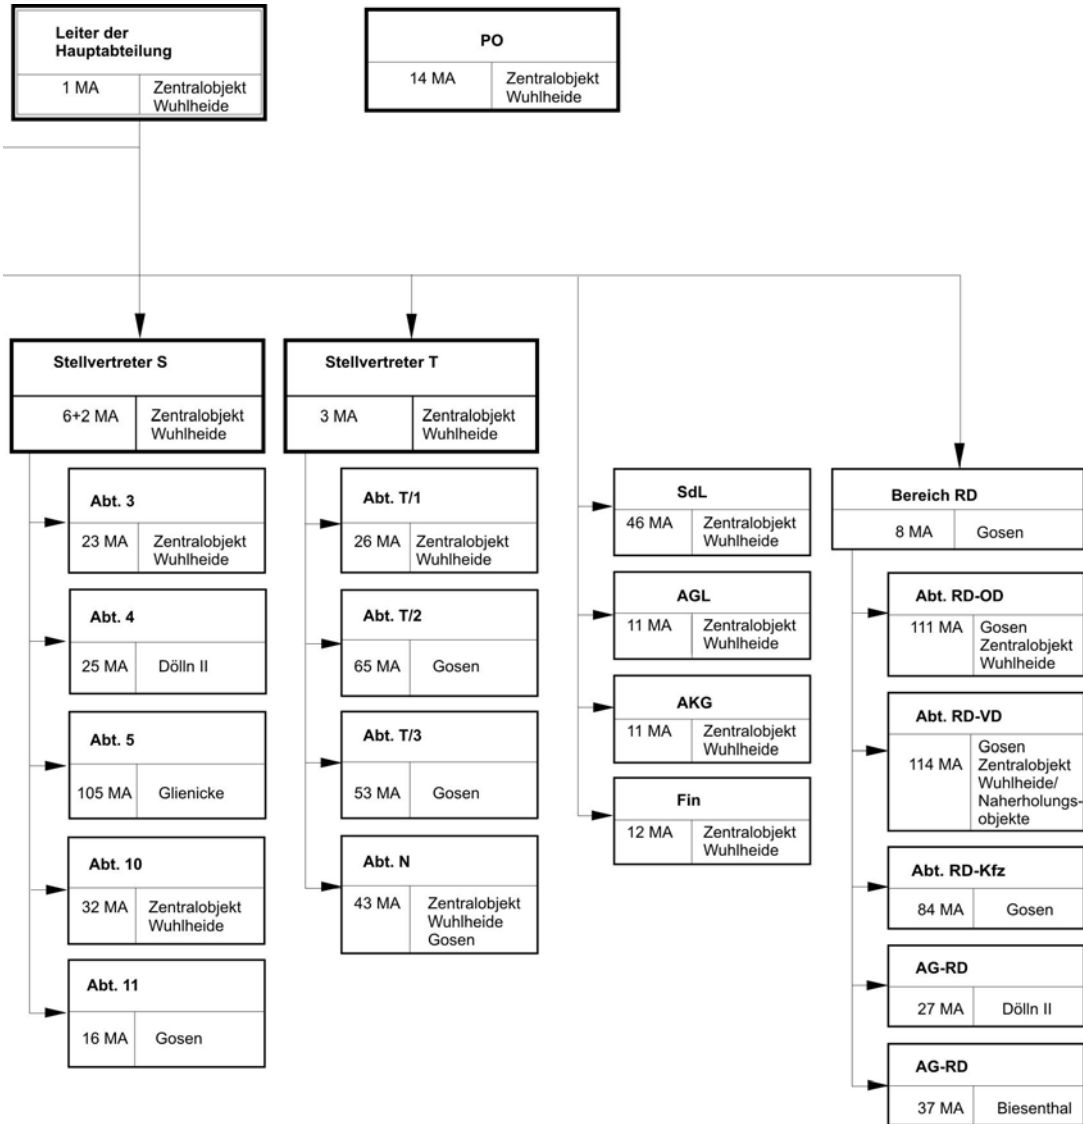 Leiter der
Hauptabteilung
1 MA
Zentralobjekt
Wuhlheide
PO
14 MA
Zentralobjekt
Wuhlheide
Stellvertreter S
6+2 MA
Zentralobjekt
Wuhlheide
Abt. 3
23 MA
Zentralobjekt
Wuhlheide
Abt. 4
25 MA
Dölln II
Abt. 5
105 MA
Glienicke
Abt. 10
32 MA
Zentralobjekt
Wuhlheide
Abt. 11
16 MA
Gosen
Stellvertreter T
3 MA
Zentralobjekt
Wuhlheide
Abt. T/1
26 MA
Zentralobjekt
Wuhlheide
Abt. T/2
65 MA
Gosen
Abt. T/3
53 MA
Gosen
Abt. N
43 MA
Zentralobjekt
Wuhlheide
Gosen
SdL
46 MA
Zentralobjekt
Wuhlheide
AGL
11 MA
Zentralobjekt
Wuhlheide
AKG
11 MA
Zentralobjekt
Wuhlheide
Fin
12 MA
Zentralobjekt
Wuhlheide
Bereich RD
8 MA
Gosen
Abt. RD-OD
111 MA
Gosen
Zentralobjekt
Wuhlheide
Abt. RD-VD
114 MA
Gosen
Zentralobjekt
Wuhlheide/
Naherholungs-
objekte
Abt. RD-Kfz
84 MA
Gosen
AG-RD
27 MA
Dölln II
AG-RD
37 MA
Biesenthal